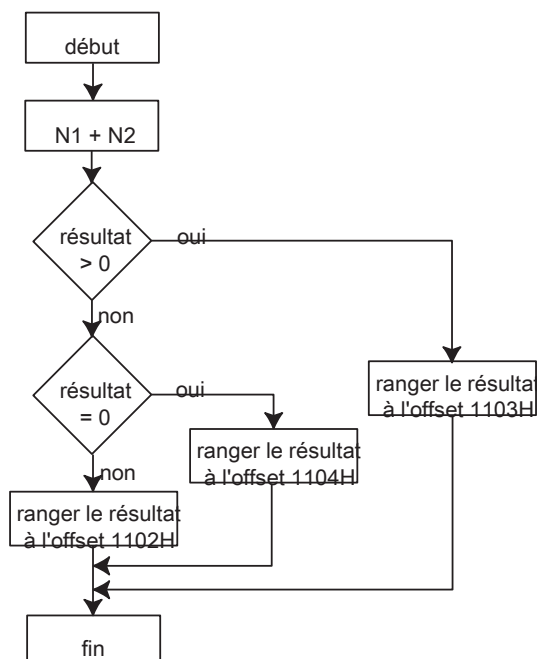 début
N1 + N2
résultat
> 0
oui
non
résultat
= 0
oui
non
ranger le résultat
à l'offset 1103H
ranger le résultat
à l'offset 1104H
ranger le résultat
à l'offset 1102H
fin